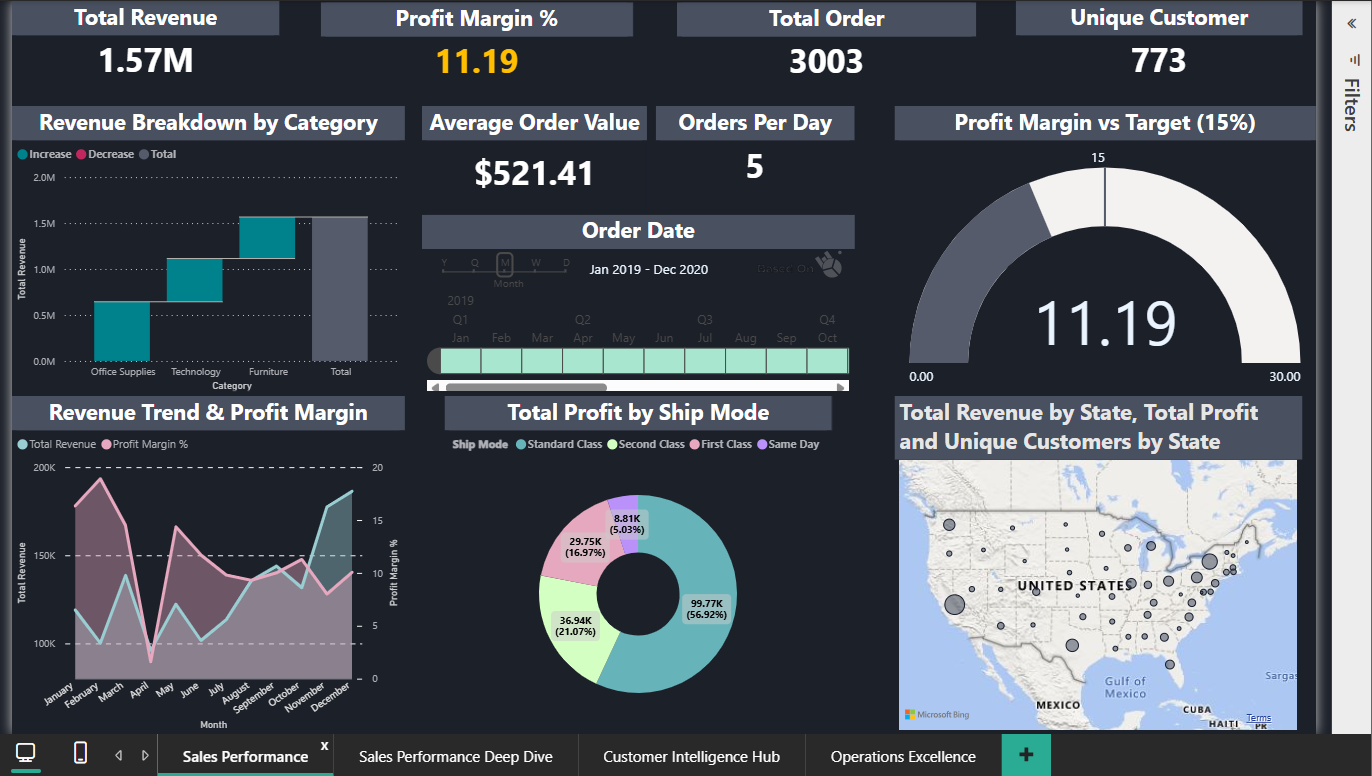 Total Revenue
1.57M
Profit Margin %
11.19
Total Order
3003
Unique Customer
773
Filters
Revenue Breakdown by Category
Increase Decrease Total
2.0M
1.5M
1.0M
0.5M
0.0M
Total Revenue
Office Supplies Technology Furniture Total
Category
Average Order Value
$521.41
Orders Per Day
5
Order Date
Y Q M W D
Month
Jan 2019 - Dec 2020
Based On
2019
Q1 Q2 Q3 Q4
Jan Feb Mar Apr May Jun Jul Aug Sep Oct
Profit Margin vs Target (15%)
15
11.19
0.00 30.00
Revenue Trend & Profit Margin
Total Revenue Profit Margin %
200K
150K
100K
Total Revenue
20
15
10
5
0
Profit Margin %
January February March April May June July August September October November December
Month
Total Profit by Ship Mode
Ship Mode Standard Class Second Class First Class Same Day
8.81K
(5.03%)
29.75K
(16.97%)
36.94K
(21.07%)
99.77K
(56.92%)
Total Revenue by State, Total Profit
and Unique Customers by State
UNITED STATES
Gulf of
Mexico
MEXICO
CUBA
HAITI
PR
Sargas
Microsoft Bing
Terms
Sales Performance x
Sales Performance Deep Dive
Customer Intelligence Hub
Operations Excellence
+